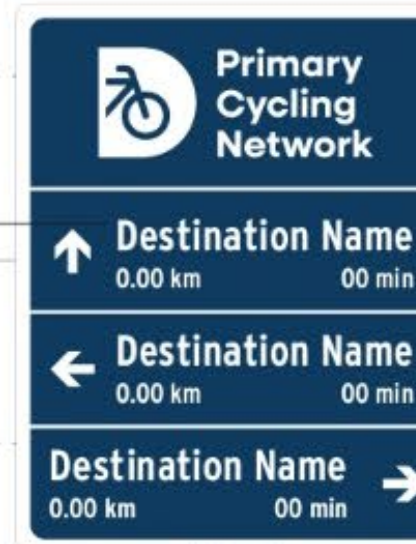 Primary
Cycling
Network
Destination Name
0.00 km 00 min
Destination Name
0.00 km 00 min
Destination Name
0.00 km 00 min